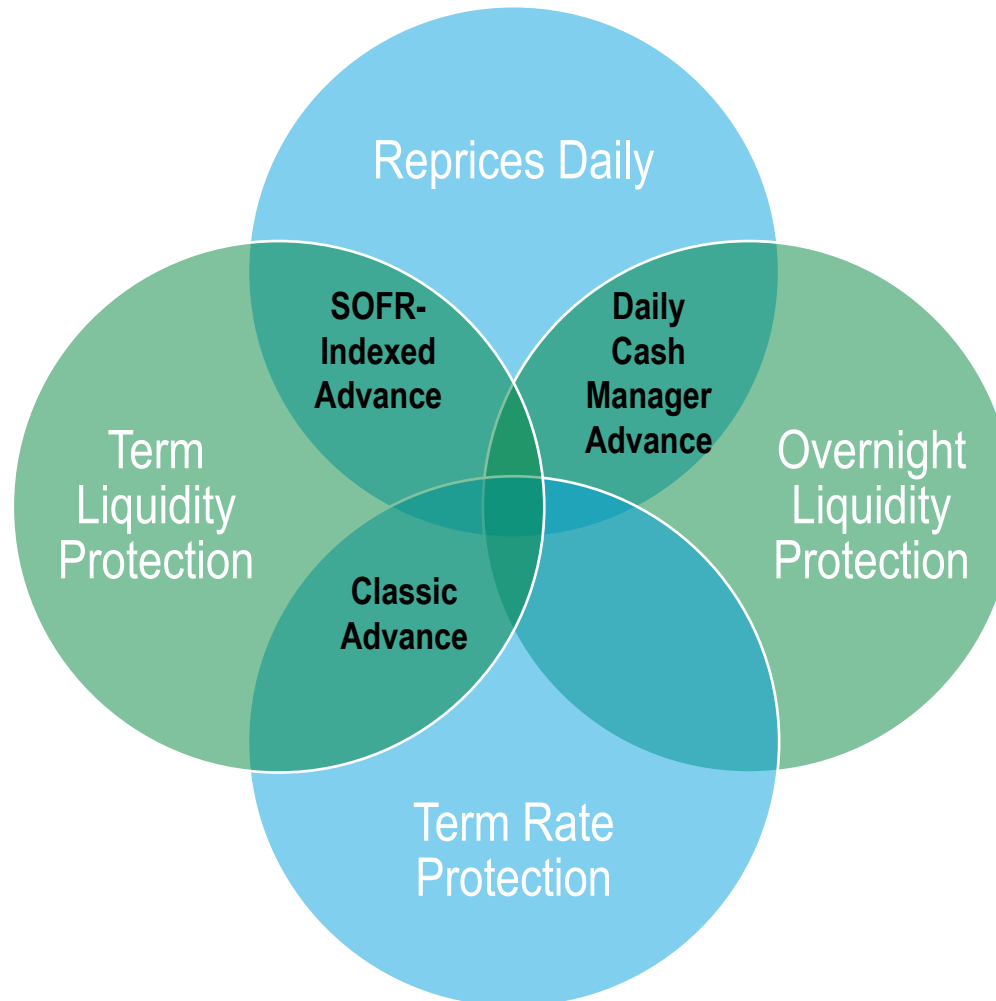 Reprices Daily
SOFR-
Indexed
Advance
Daily
Cash
Manager
Advance
Term
Liquidity
Protection
Overnight
Liquidity
Protection
Classic
Advance
Term Rate
Protection